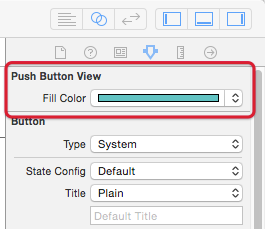 Push Button View
Fill Color
Button
Type System
State Config Default
Title Plain
Default Title